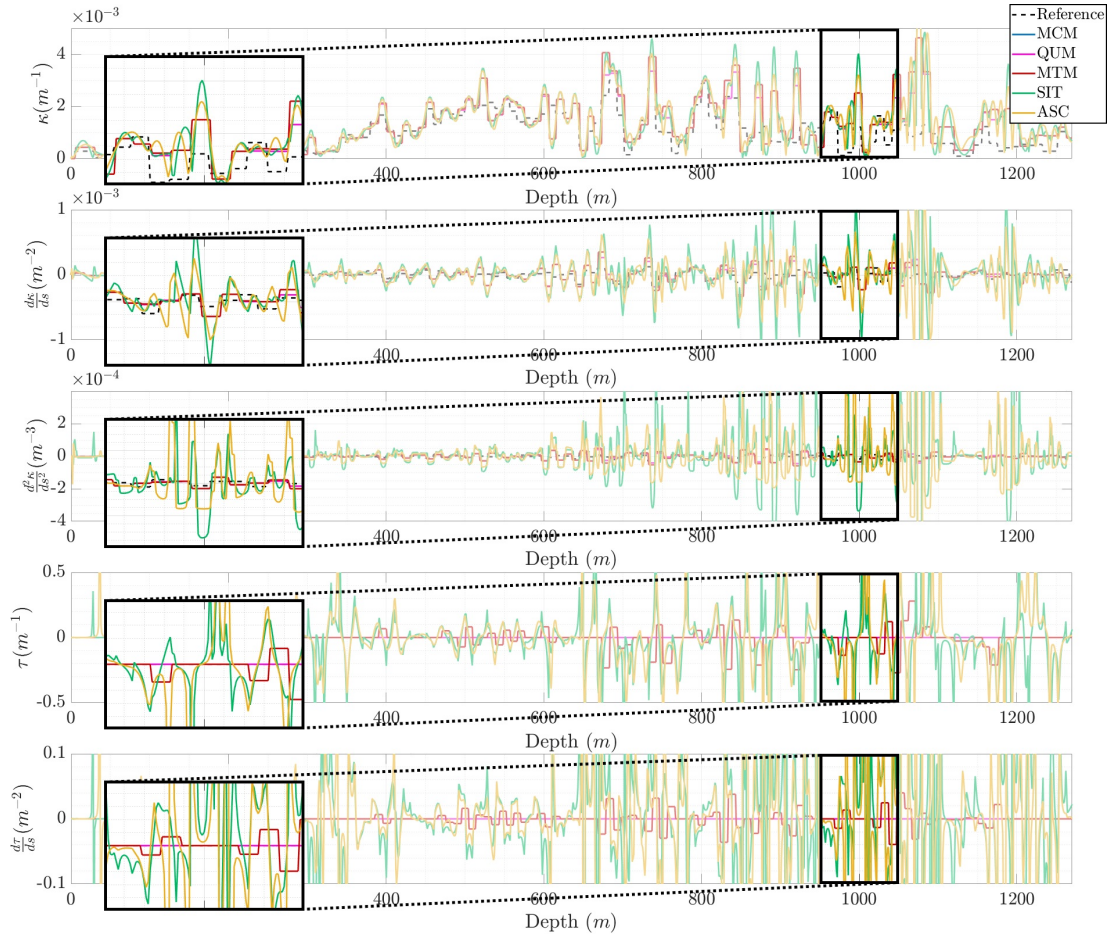 ×10⁻³
Reference
MCM
QUM
MTM
SIT
ASC
κ(m⁻¹)
4
2
0
0 400 600 800 1000 1200
Depth (m)
×10⁻³
dκ/ds (m⁻²)
1
0
-1
0 400 600 800 1000 1200
Depth (m)
×10⁻⁴
d²κ/ds² (m⁻³)
2
0
-2
-4
0 400 600 800 1000 1200
Depth (m)
τ(m⁻¹)
0.5
0
-0.5
0 400 600 800 1000 1200
Depth (m)
dτ/ds (m⁻²)
0.1
0
-0.1
0 400 600 800 1000 1200
Depth (m)